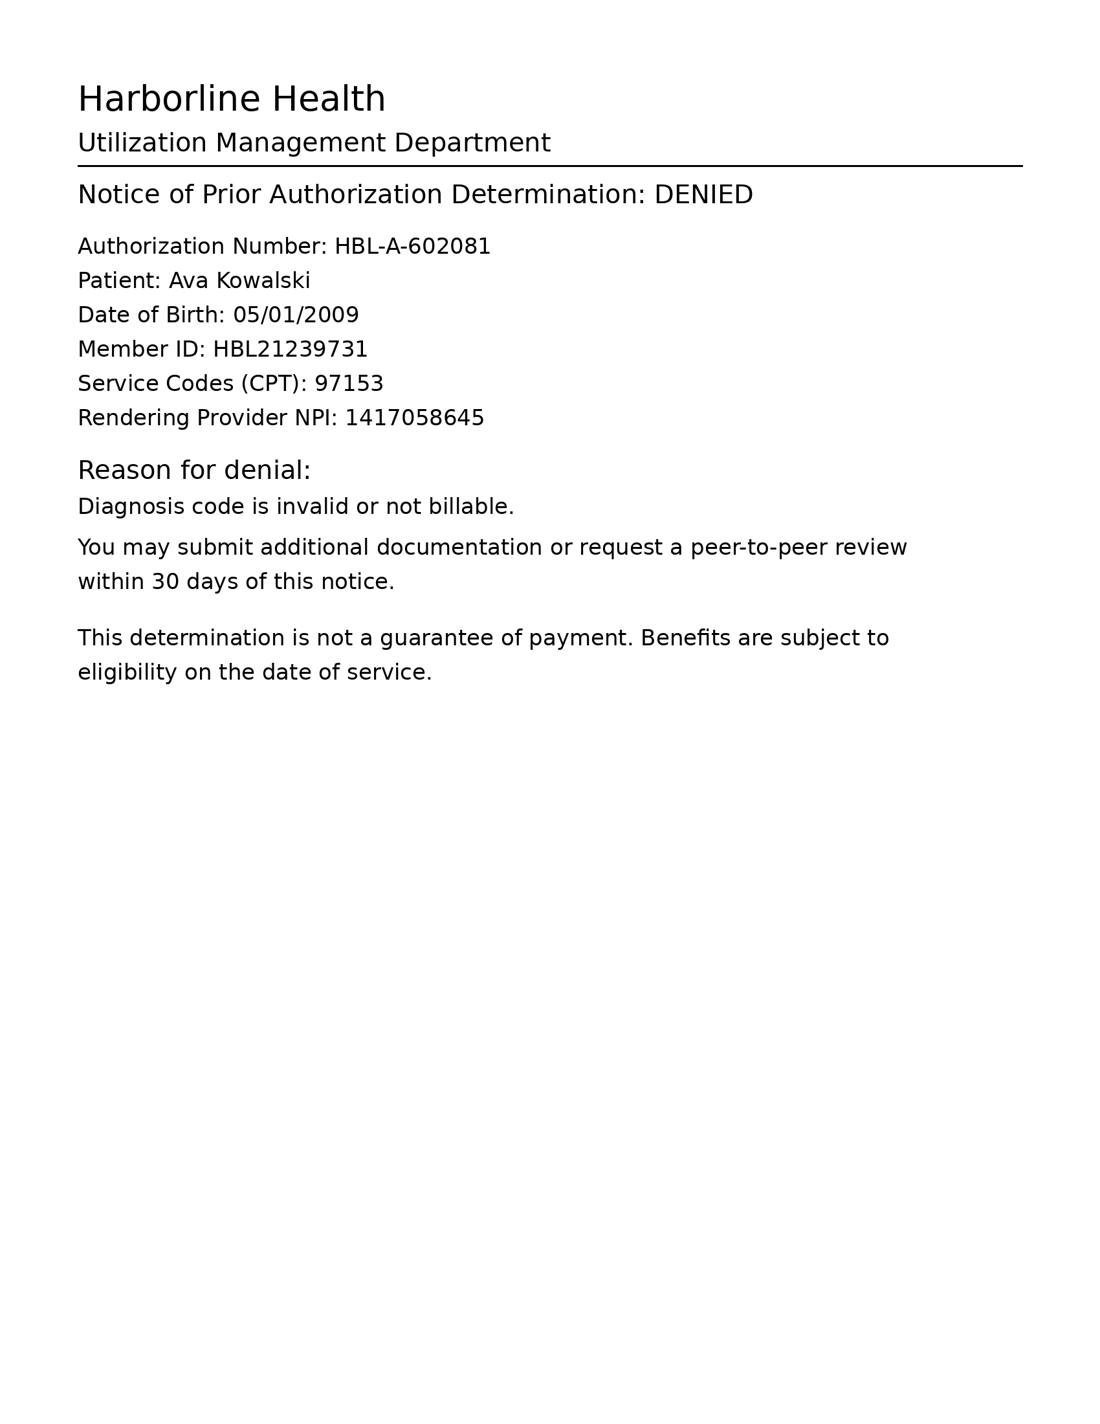 Harborline Health
Utilization Management Department
Notice of Prior Authorization Determination: DENIED
Authorization Number: HBL-A-602081
Patient: Ava Kowalski
Date of Birth: 05/01/2009
Member ID: HBL21239731
Service Codes (CPT): 97153
Rendering Provider NPI: 1417058645
Reason for denial:
Diagnosis code is invalid or not billable.
You may submit additional documentation or request a peer-to-peer review
within 30 days of this notice.
This determination is not a guarantee of payment. Benefits are subject to
eligibility on the date of service.